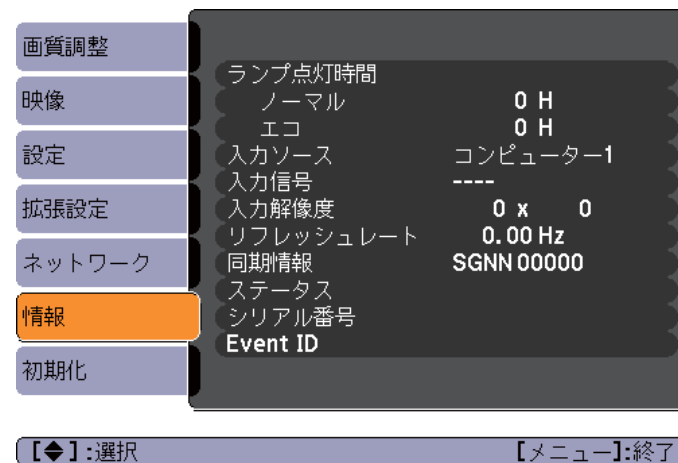 画質調整
映像
設定
拡張設定
ネットワーク
情報
初期化
ランプ点灯時間
ノーマル 0 H
エコ 0 H
入力ソース コンピューター1
入力信号 ----
入力解像度 0 x 0
リフレッシュレート 0.00 Hz
同期情報 SGNN 00000
ステータス
シリアル番号
Event ID
【◆】:選択 【メニュー】:終了